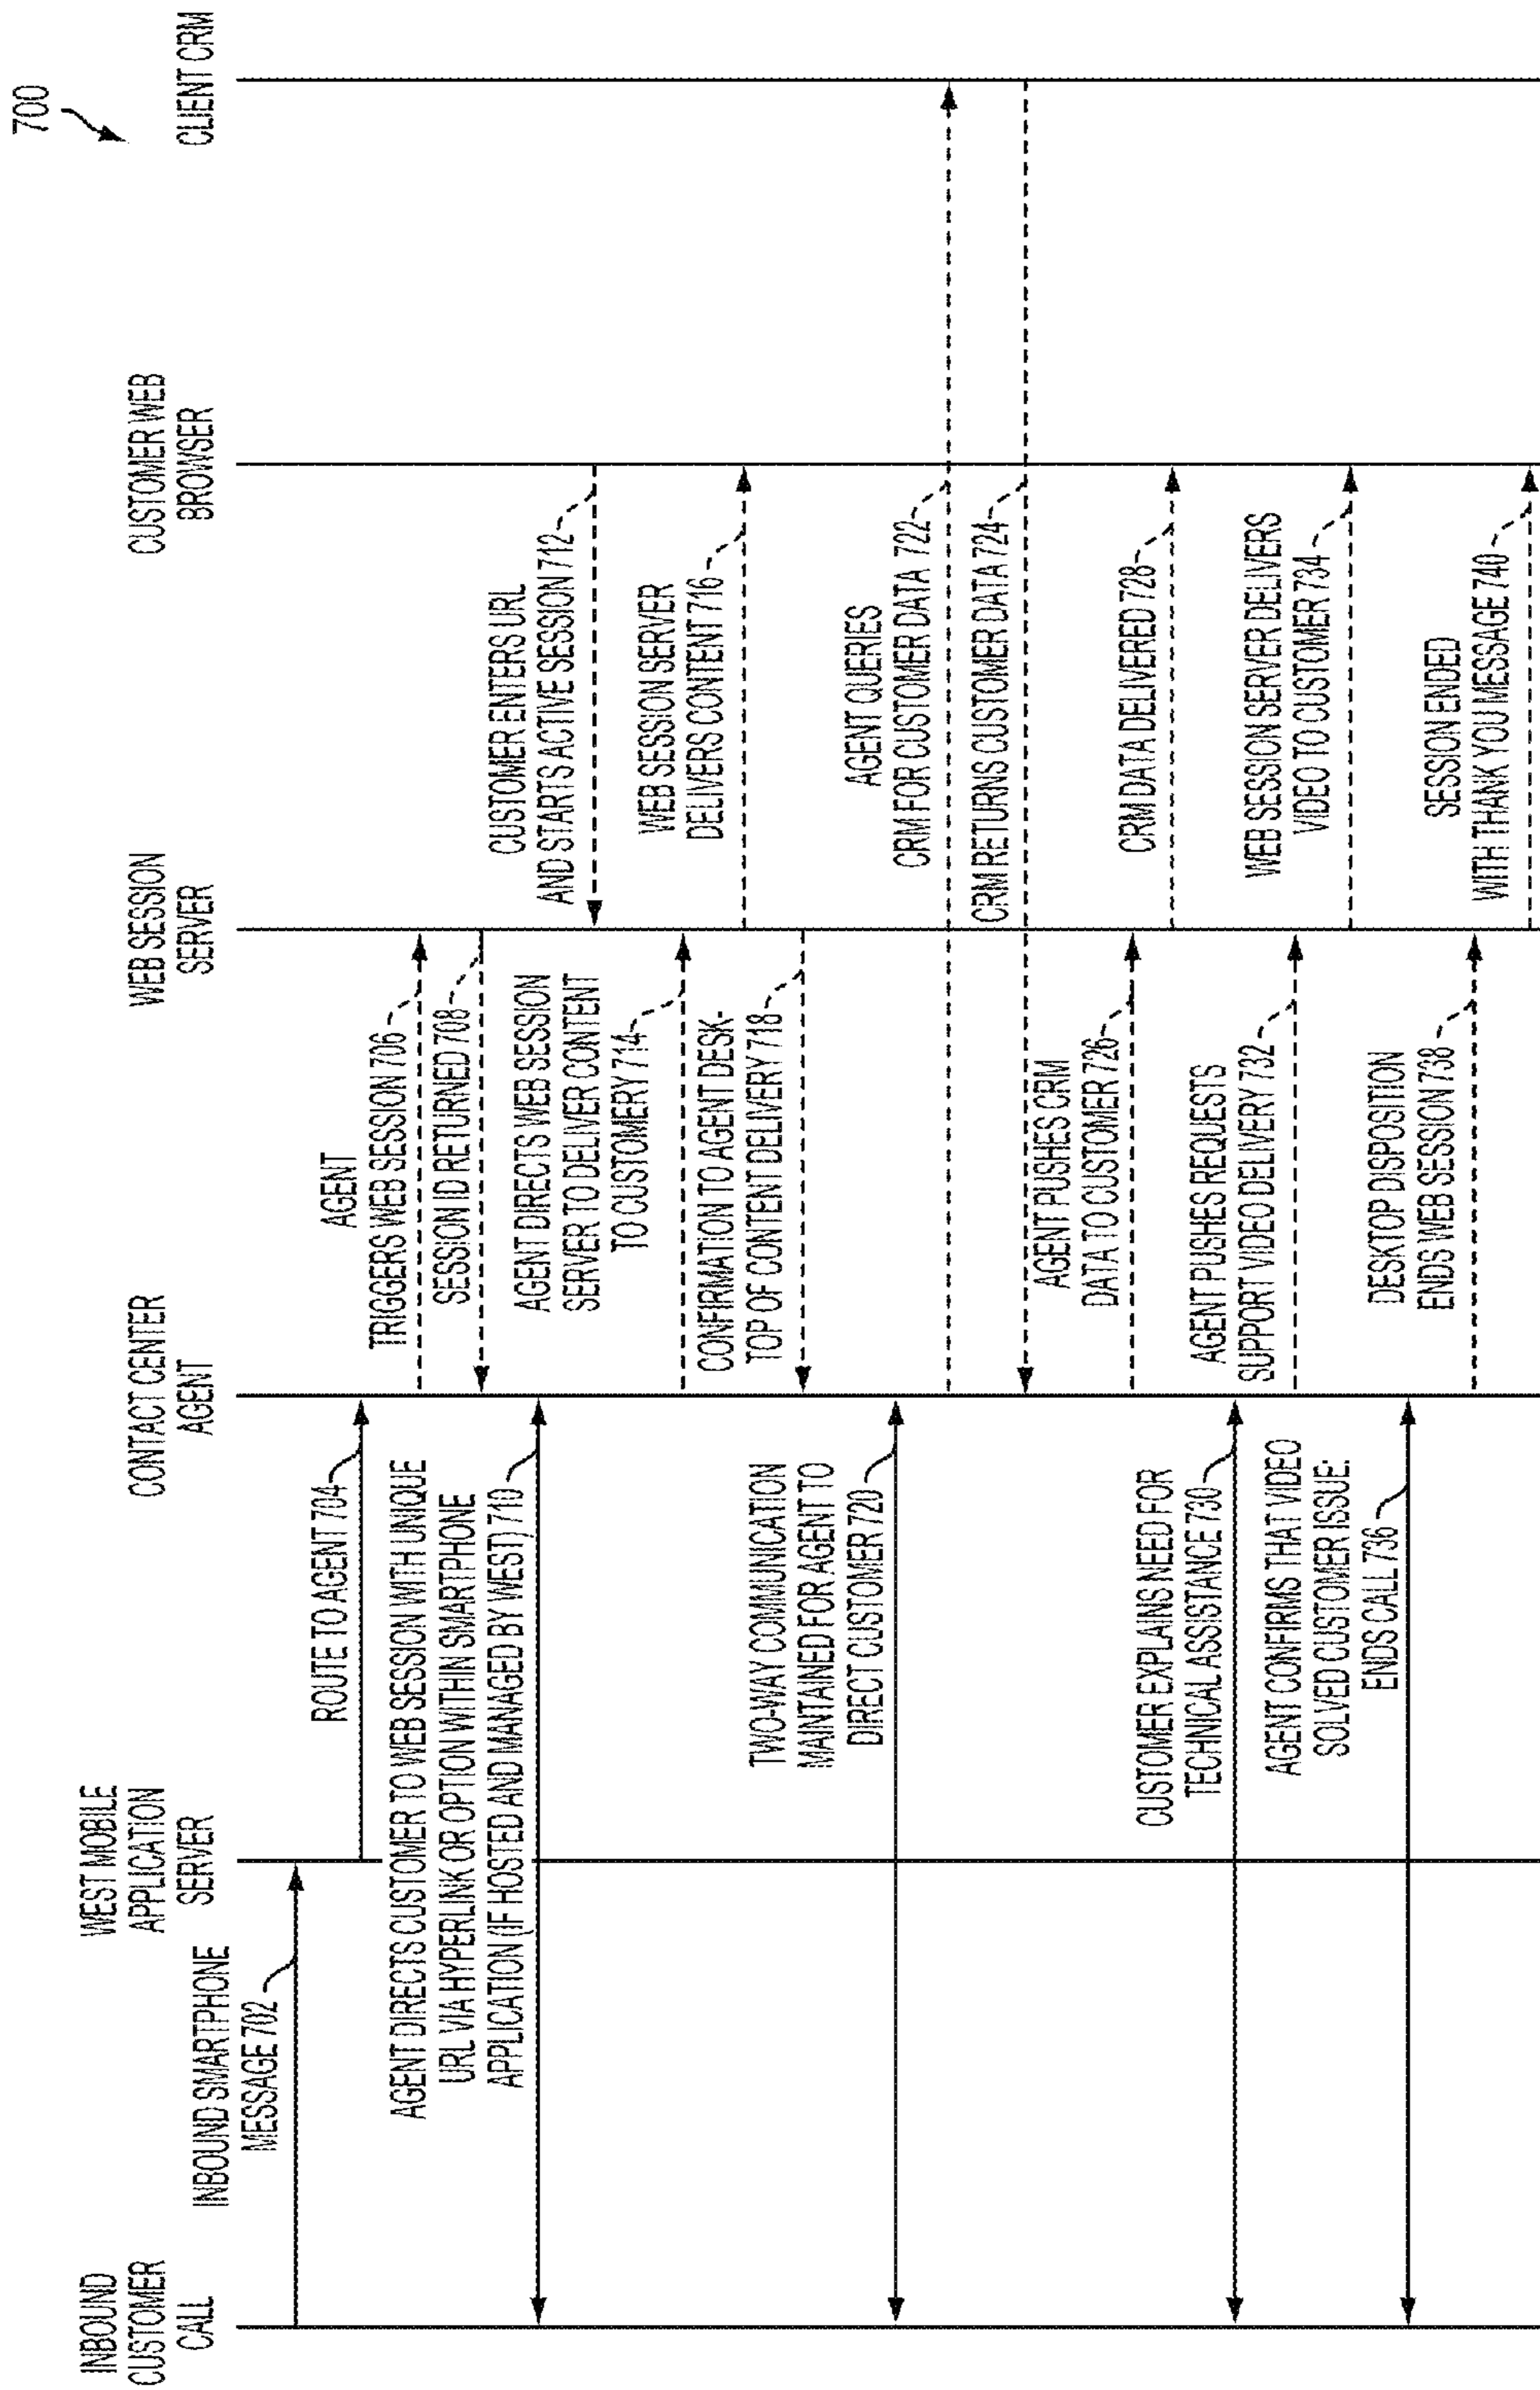 700
INBOUND
CUSTOMER
CALL
WEST MOBILE
APPLICATION
SERVER
CONTACT CENTER
AGENT
WEB SESSION
SERVER
CUSTOMER WEB
BROWSER
CLIENT CRM
INBOUND SMARTPHONE
MESSAGE 702
ROUTE TO AGENT 704
AGENT
TRIGGERS WEB SESSION 706
SESSION ID RETURNED 708
AGENT DIRECTS CUSTOMER TO WEB SESSION WITH UNIQUE
URL VIA HYPERLINK OR OPTION WITHIN SMARTPHONE
APPLICATION (IF HOSTED AND MANAGED BY WEST) 710
CUSTOMER ENTERS URL
AND STARTS ACTIVE SESSION 712
AGENT DIRECTS WEB SESSION
SERVER TO DELIVER CONTENT
TO CUSTOMERY 714
WEB SESSION SERVER
DELIVERS CONTENT 716
CONFIRMATION TO AGENT DESK-
TOP OF CONTENT DELIVERY 718
TWO-WAY COMMUNICATION
MAINTAINED FOR AGENT TO
DIRECT CUSTOMER 720
AGENT QUERIES
CRM FOR CUSTOMER DATA 722
CRM RETURNS CUSTOMER DATA 724
AGENT PUSHES CRM
DATA TO CUSTOMER 726
CRM DATA DELIVERED 728
CUSTOMER EXPLAINS NEED FOR
TECHNICAL ASSISTANCE 730
AGENT PUSHES REQUESTS
SUPPORT VIDEO DELIVERY 732
WEB SESSION SERVER DELIVERS
VIDEO TO CUSTOMER 734
AGENT CONFIRMS THAT VIDEO
SOLVED CUSTOMER ISSUE.
ENDS CALL 736
DESKTOP DISPOSITION
ENDS WEB SESSION 738
SESSION ENDED
WITH THANK YOU MESSAGE 740